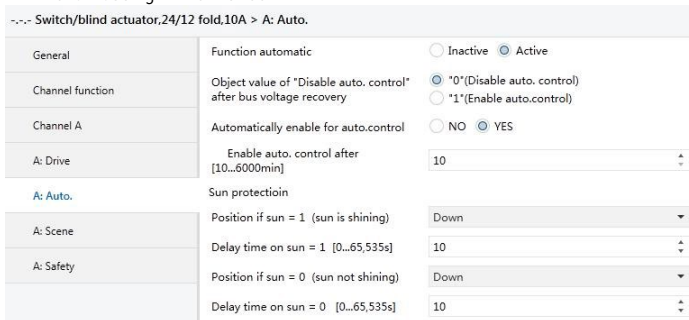 -.-.- Switch/blind actuator,24/12 fold,10A > A: Auto.
General
Channel function
Channel A
A: Drive
A: Auto.
A: Scene
A: Safety
Function automatic
Inactive Active
Object value of "Disable auto. control"
after bus voltage recovery
"0"(Disable auto. control)
"1"(Enable auto.control)
Automatically enable for auto.control
NO YES
Enable auto. control after
[10...6000min]
10
Sun protectioin
Position if sun = 1 (sun is shining)
Down
Delay time on sun = 1 [0...65,535s]
10
Position if sun = 0 (sun not shining)
Down
Delay time on sun = 0 [0...65,535s]
10